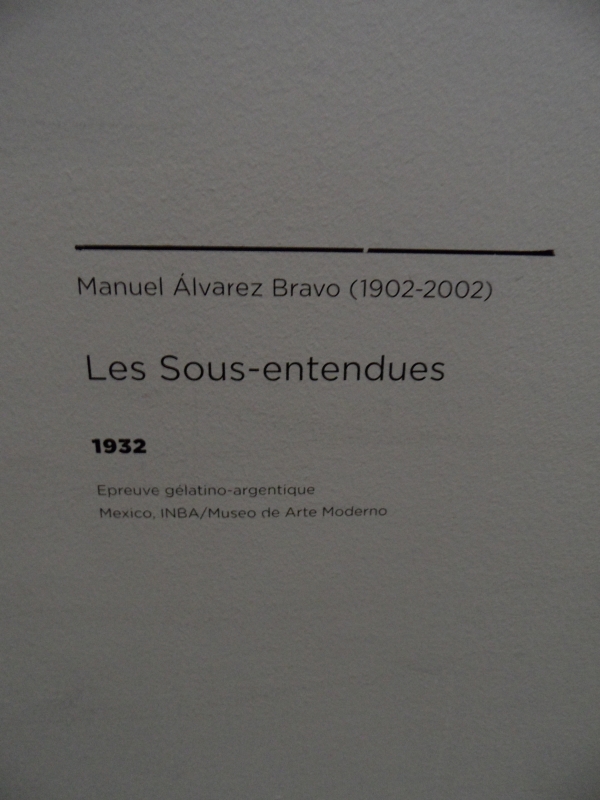 Manuel Álvarez Bravo (1902-2002)
Les Sous-entendues
1932
Epreuve gélatino-argentique
Mexico, INBA/Museo de Arte Moderno